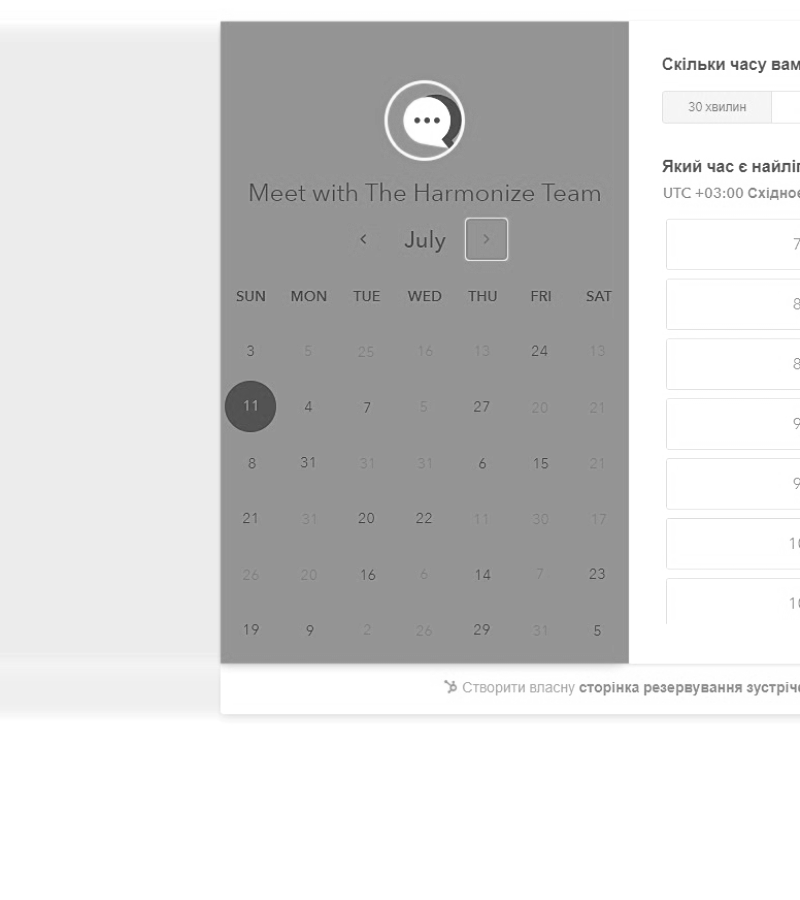 Meet with The Harmonize Team
July
SUN MON TUE WED THU FRI SAT
3 5 25 16 13 24 13
11 4 7 5 27 20 21
8 31 31 31 6 15 21
21 31 20 22 11 30 17
26 20 16 6 14 7 23
19 9 2 26 29 31 5
Скільки часу вам
30 хвилин
Який час є
UTC +03:00
7
8
8
9
9
10
10
Створити власну сторінка резервування